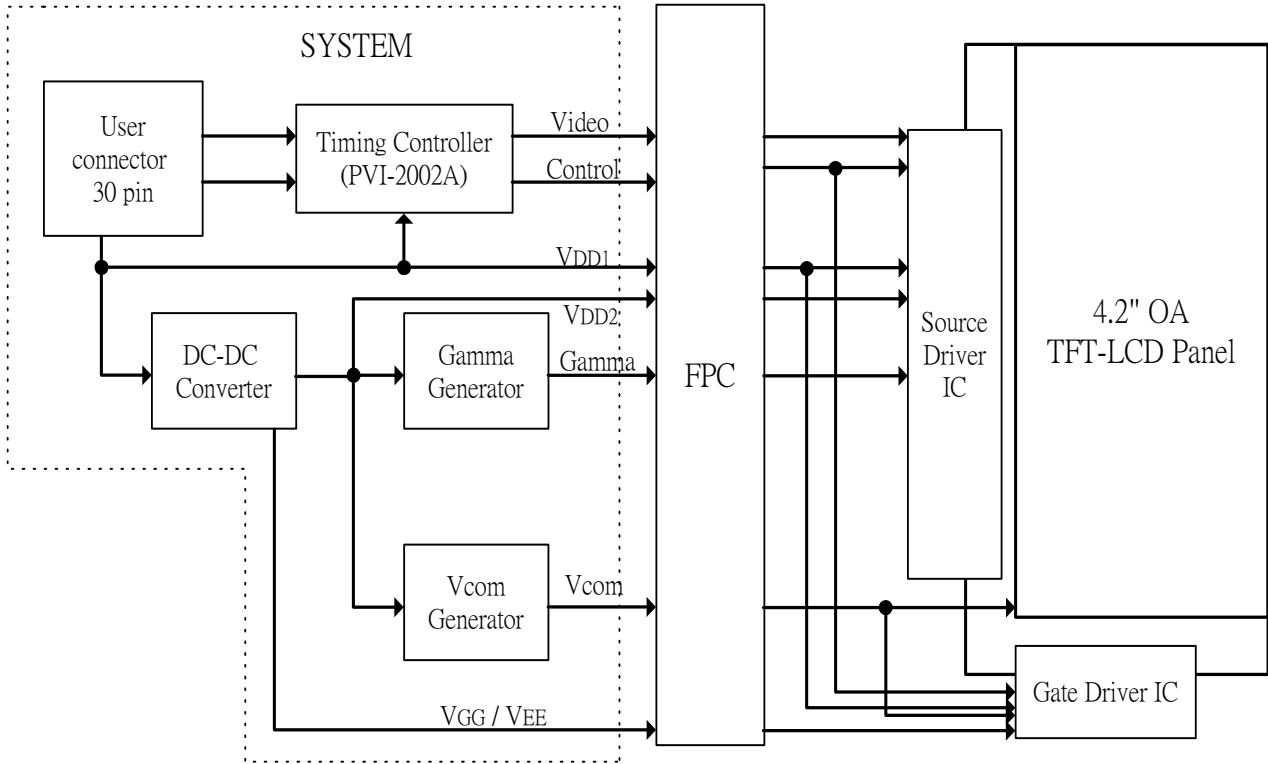 SYSTEM
User
connector
30 pin
Timing Controller
(PVI-2002A)
Video
Control
VDD1
VDD2
DC-DC
Converter
Gamma
Generator
Gamma
Vcom
Generator
Vcom
VGG / VEE
FPC
Source
Driver
IC
4.2" OA
TFT-LCD Panel
Gate Driver IC